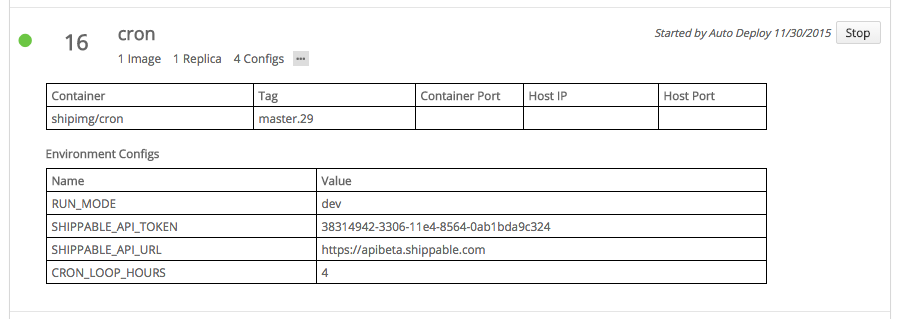 16 cron Started by Auto Deploy 11/30/2015 Stop
1 Image 1 Replica 4 Configs •••
Container Tag Container Port Host IP Host Port
shipimg/cron master.29
Environment Configs
Name Value
RUN_MODE dev
SHIPPABLE_API_TOKEN 38314942-3306-11e4-8564-0ab1bda9c324
SHIPPABLE_API_URL https://apibeta.shippable.com
CRON_LOOP_HOURS 4